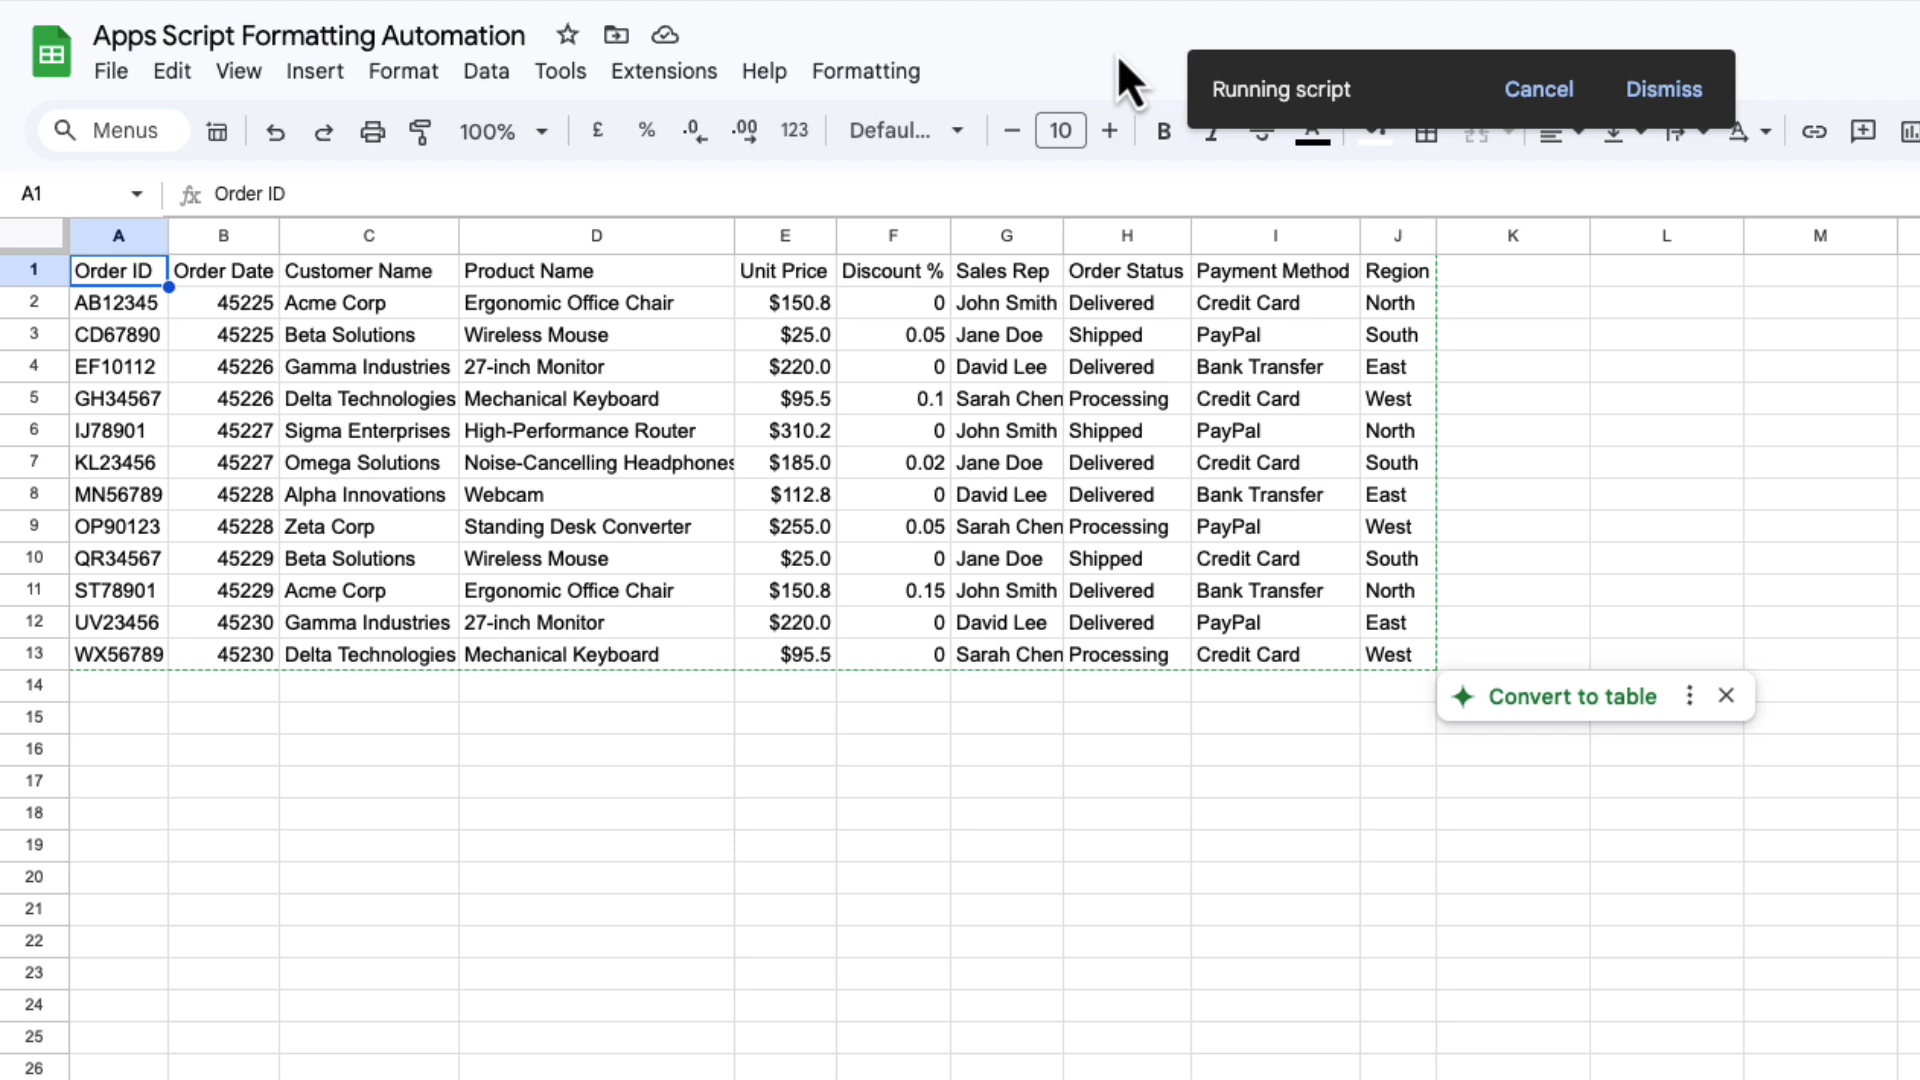 Apps Script Formatting Automation
File Edit View Insert Format Data Tools Extensions Help Formatting
Running script Cancel Dismiss
Menus 100% £ % .0 .00 123 Defaul... 10 B I A A
A1 fx Order ID
A B C D E F G H I J K L M
1 Order ID Order Date Customer Name Product Name Unit Price Discount % Sales Rep Order Status Payment Method Region
2 AB12345 45225 Acme Corp Ergonomic Office Chair $150.8 0 John Smith Delivered Credit Card North
3 CD67890 45225 Beta Solutions Wireless Mouse $25.0 0.05 Jane Doe Shipped PayPal South
4 EF10112 45226 Gamma Industries 27-inch Monitor $220.0 0 David Lee Delivered Bank Transfer East
5 GH34567 45226 Delta Technologies Mechanical Keyboard $95.5 0.1 Sarah Chen Processing Credit Card West
6 IJ78901 45227 Sigma Enterprises High-Performance Router $310.2 0 John Smith Shipped PayPal North
7 KL23456 45227 Omega Solutions Noise-Cancelling Headphones $185.0 0.02 Jane Doe Delivered Credit Card South
8 MN56789 45228 Alpha Innovations Webcam $112.8 0 David Lee Delivered Bank Transfer East
9 OP90123 45228 Zeta Corp Standing Desk Converter $255.0 0.05 Sarah Chen Processing PayPal West
10 QR34567 45229 Beta Solutions Wireless Mouse $25.0 0 Jane Doe Shipped Credit Card South
11 ST78901 45229 Acme Corp Ergonomic Office Chair $150.8 0.15 John Smith Delivered Bank Transfer North
12 UV23456 45230 Gamma Industries 27-inch Monitor $220.0 0 David Lee Delivered PayPal East
13 WX56789 45230 Delta Technologies Mechanical Keyboard $95.5 0 Sarah Chen Processing Credit Card West
14
Convert to table
15
16
17
18
19
20
21
22
23
24
25
26